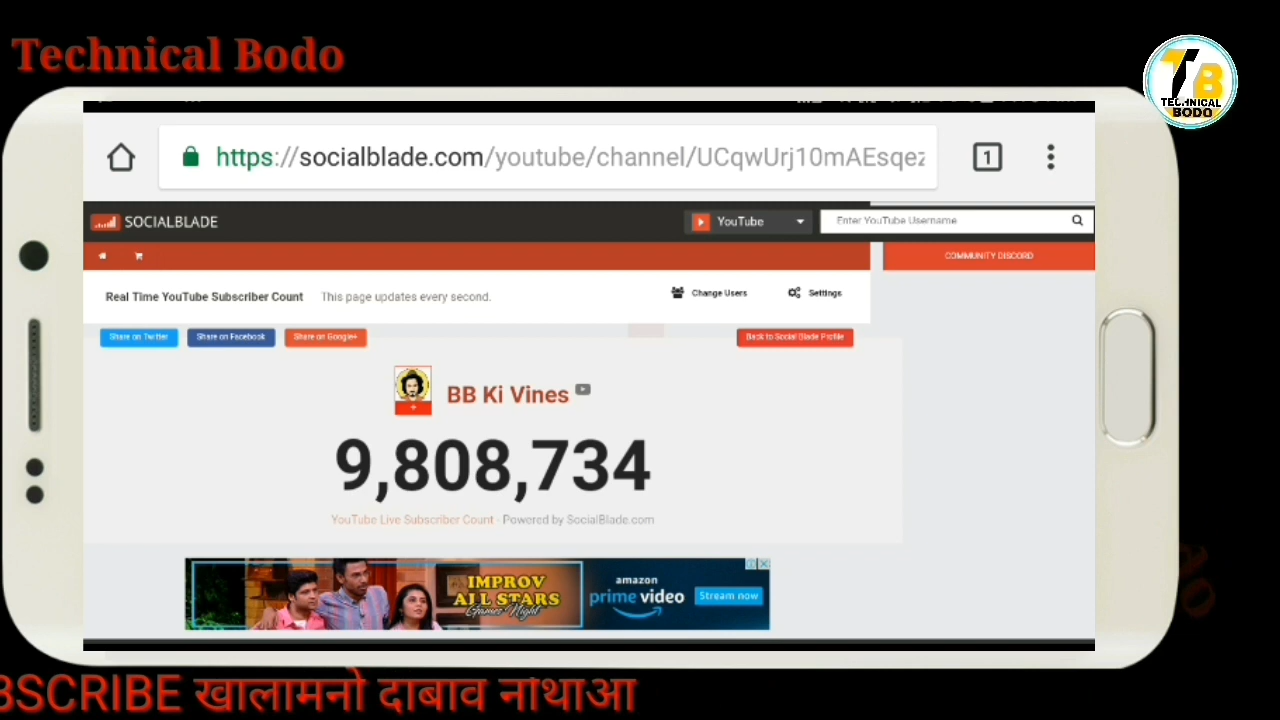 Technical Bodo
TB
TECHNICAL
BODO
https://socialblade.com/youtube/channel/UCqwUrj10mAEsqez
1
SOCIALBLADE
YouTube
Enter YouTube Username
COMMUNITY DISCORD
Real Time YouTube Subscriber Count This page updates every second.
Change Users
Settings
Share on Twitter
Share on Facebook
Share on Google+
Back to Social Blade Profile
BB Ki Vines
9,808,734
YouTube Live Subscriber Count - Powered by SocialBlade.com
IMPROV
ALL STARS
Games Night
amazon
prime video
Stream now
BSCRIBE खालामनो दाबाव नाथाआ